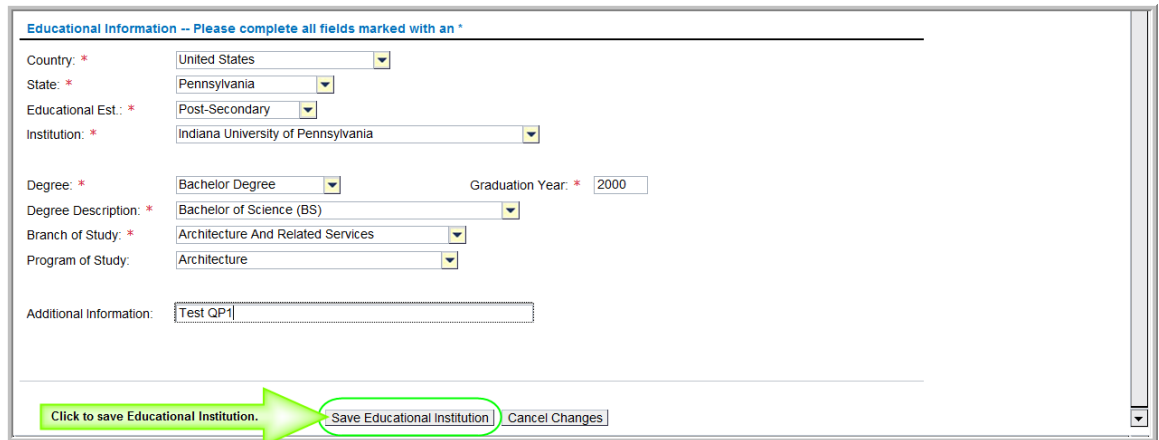 Educational Information -- Please complete all fields marked with an *
Country: * United States
State: * Pennsylvania
Educational Est.: * Post-Secondary
Institution: * Indiana University of Pennsylvania
Degree: * Bachelor Degree Graduation Year: * 2000
Degree Description: * Bachelor of Science (BS)
Branch of Study: * Architecture And Related Services
Program of Study: Architecture
Additional Information: Test QP1
Click to save Educational Institution. Save Educational Institution Cancel Changes